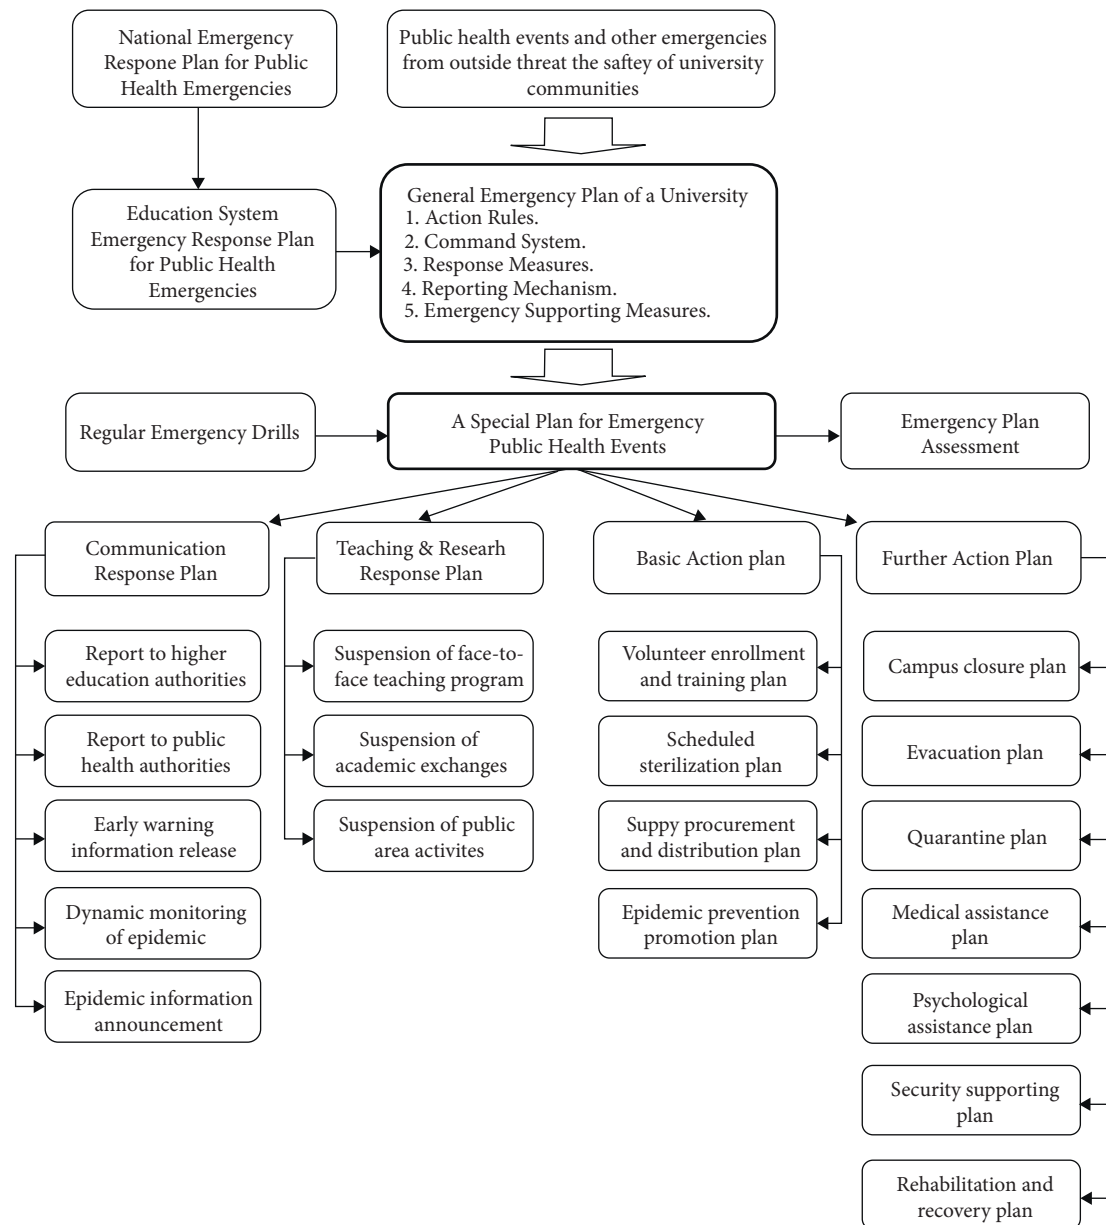 National Emergency
Respone Plan for Public
Health Emergencies
Public health events and other emergencies
from outside threat the saftey of university
communities
Education System
Emergency Response Plan
for Public Health
Emergencies
General Emergency Plan of a University
1. Action Rules.
2. Command System.
3. Response Measures.
4. Reporting Mechanism.
5. Emergency Supporting Measures.
Regular Emergency Drills
A Special Plan for Emergency
Public Health Events
Emergency Plan
Assessment
Communication
Response Plan
Teaching & Researh
Response Plan
Basic Action plan
Further Action Plan
Report to higher
education authorities
Report to public
health authorities
Early warning
information release
Dynamic monitoring
of epidemic
Epidemic information
announcement
Suspension of face-to-
face teaching program
Suspension of
academic exchanges
Suspension of public
area activites
Volunteer enrollment
and training plan
Scheduled
sterilization plan
Suppy procurement
and distribution plan
Epidemic prevention
promotion plan
Campus closure plan
Evacuation plan
Quarantine plan
Medical assistance
plan
Psychological
assistance plan
Security supporting
plan
Rehabilitation and
recovery plan